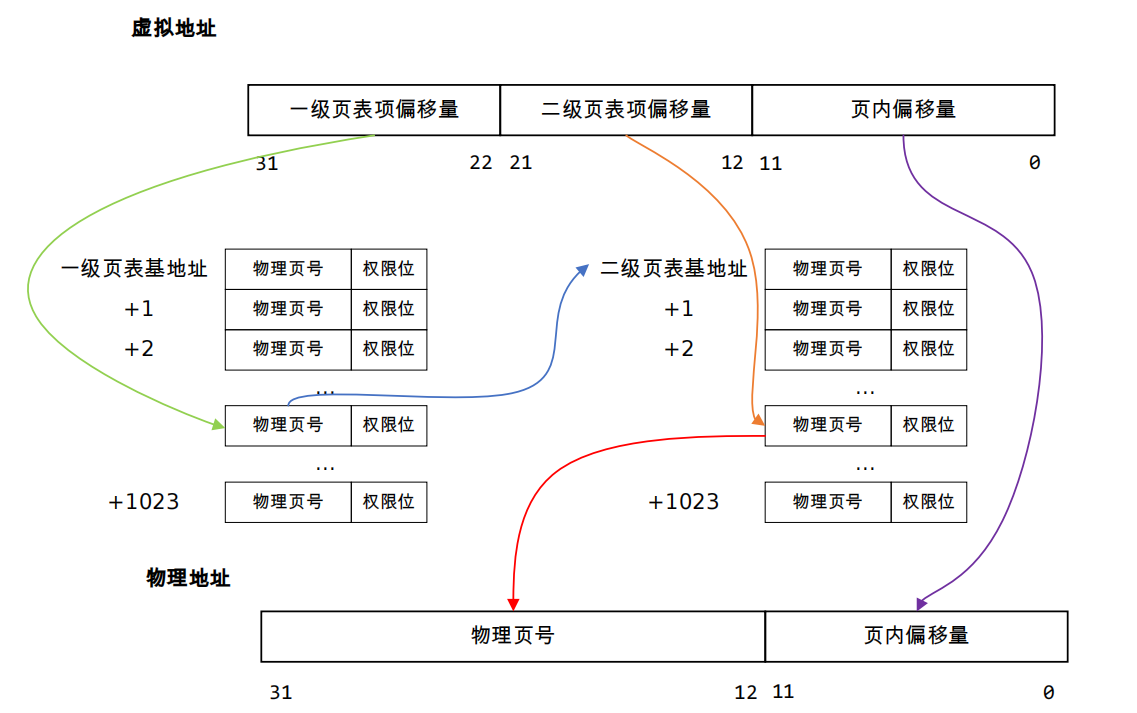 虚拟地址
一级页表项偏移量 二级页表项偏移量 页内偏移量
31 22 21 12 11 0
一级页表基地址 物理页号 权限位 二级页表基地址 物理页号 权限位
+1 物理页号 权限位 +1 物理页号 权限位
+2 物理页号 权限位 +2 物理页号 权限位
... ...
物理页号 权限位 物理页号 权限位
... ...
+1023 物理页号 权限位 +1023 物理页号 权限位
物理地址
物理页号 页内偏移量
31 12 11 0